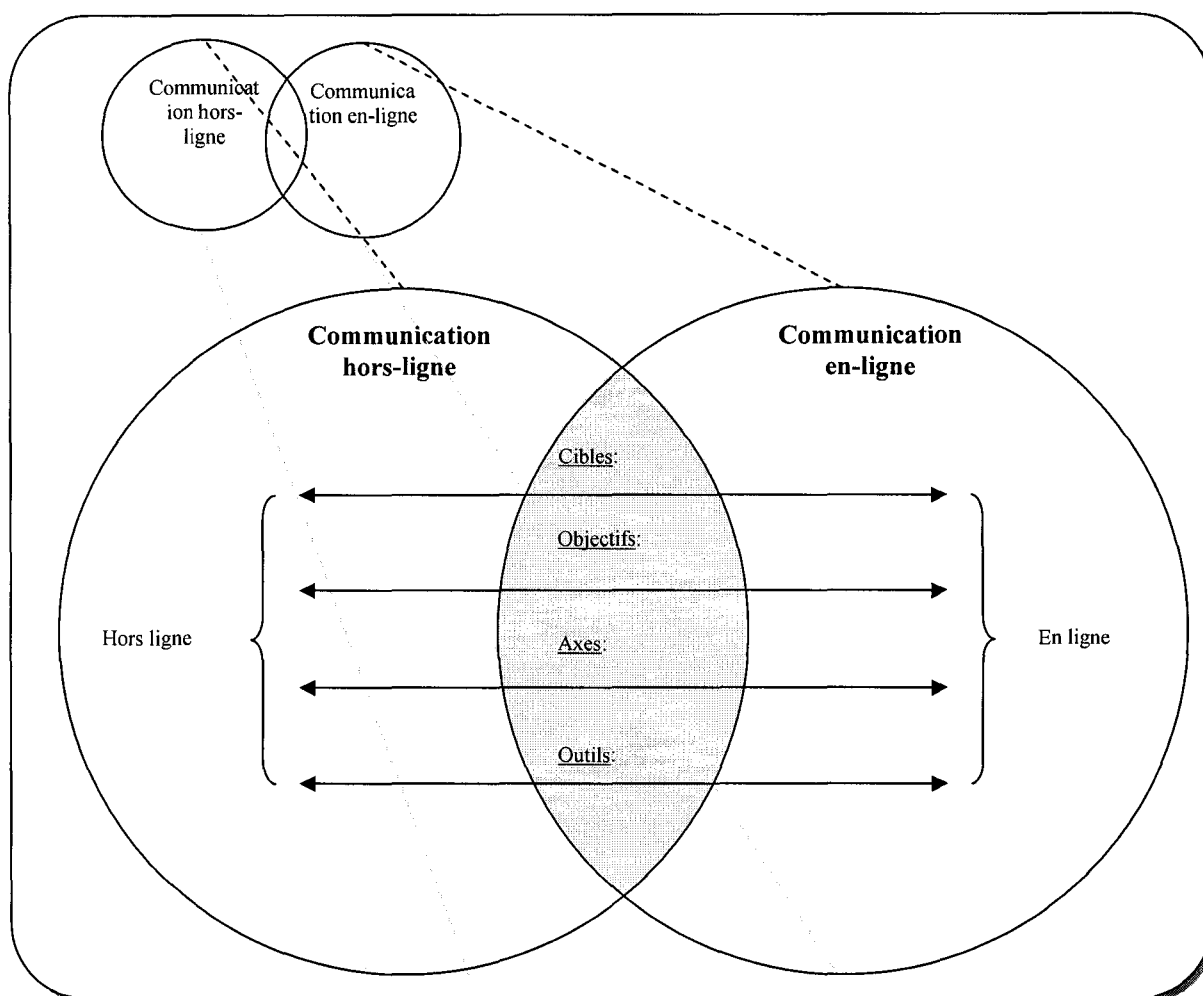 Communicat
ion hors-
ligne
Communica
tion en-ligne
Communication
hors-ligne
Communication
en-ligne
Cibles:
Objectifs:
Hors ligne
Axes:
En ligne
Outils: